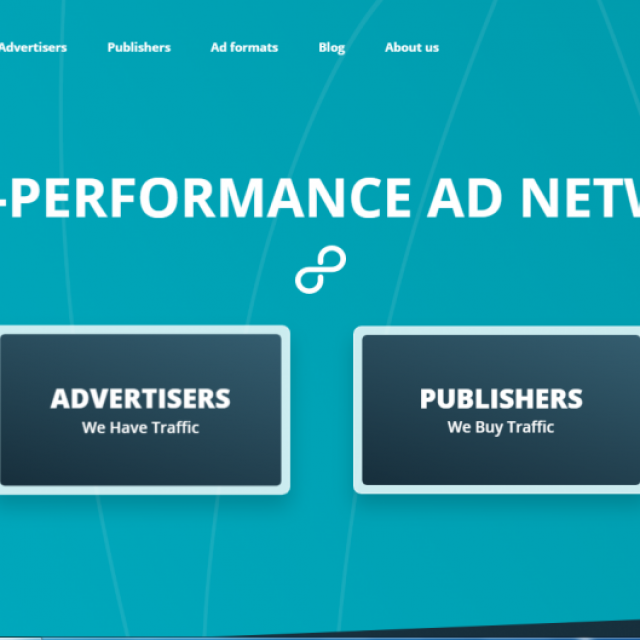 Advertisers Publishers Ad formats Blog About us
-PERFORMANCE AD NETW
ADVERTISERS
We Have Traffic
PUBLISHERS
We Buy Traffic